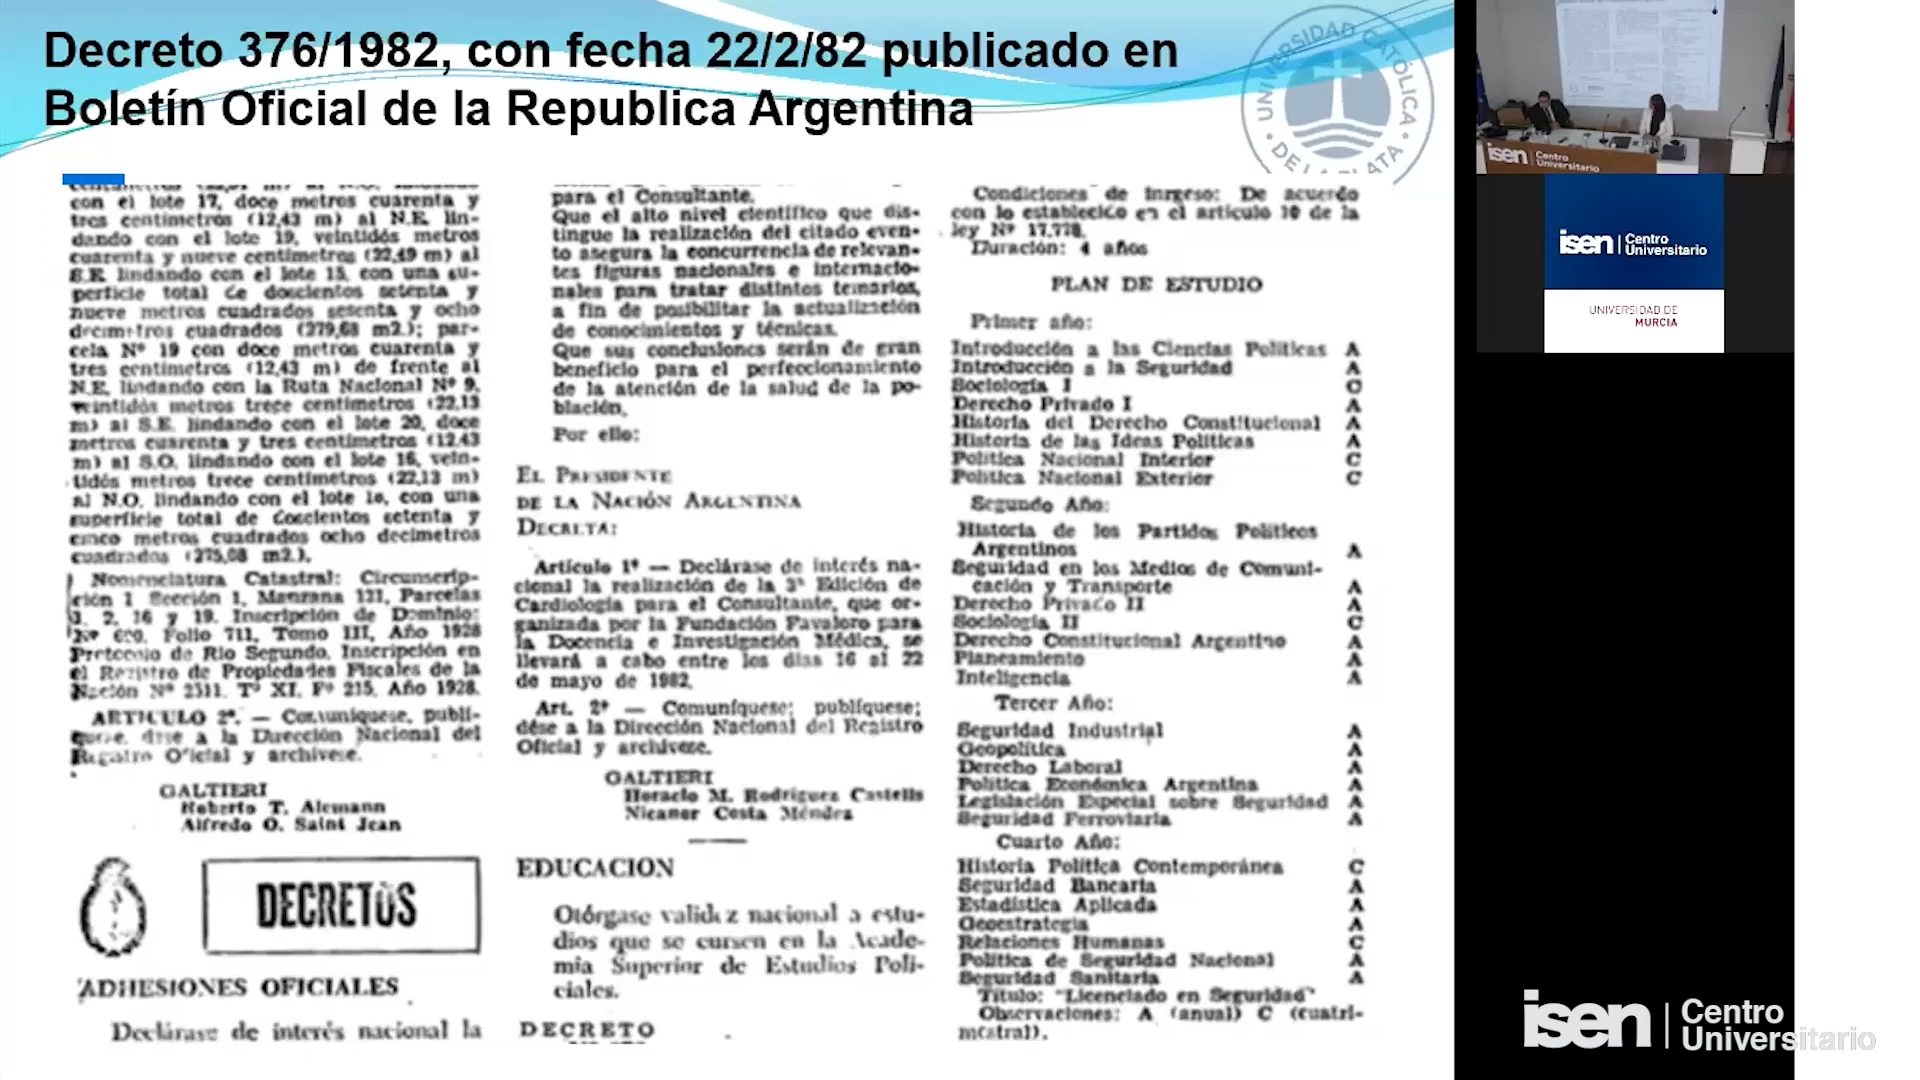 Decreto 376/1982, con fecha 22/2/82 publicado en
Boletín Oficial de la Republica Argentina
UNIVERSIDAD CATÓLICA
DE LA PLATA
con el lote 17, doce metros cuarenta y
tres centímetros (12,43 m) al N.E. lin-
dando con el lote 19, veintidós metros
cuarenta y nueve centímetros (22,49 m) al
S.E. lindando con el lote 15, con una su-
perficie total de doscientos setenta y
nueve metros cuadrados sesenta y ocho
decímetros cuadrados (279,68 m2.); par-
cela Nº 19 con doce metros cuarenta y
tres centímetros (12,43 m) de frente al
N.E. lindando con la Ruta Nacional Nº 9,
veintidós metros trece centímetros (22,13
m) al S.E. lindando con el lote 20, doce
metros cuarenta y tres centímetros (12,43
m) al S.O. lindando con el lote 16, vein-
tidós metros trece centímetros (22,13 m)
al N.O. lindando con el lote con una
superficie total de doscientos setenta y
cinco metros cuadrados ocho decímetros
cuadrados (275,08 m2.).
Nomenclatura Catastral: Circunscrip-
ción 1 Sección 1, Manzana 121, Parcelas
2, 16 y 19. Inscripción de Dominio:
Nº Folio 711, Tomo III, Año 1928
Protocolo de Rio Segundo. Inscripción en
el Registro de Propiedades Fiscales de la
Nación Nº 2311. Tº XI. Fº 215. Año 1928.
ARTICULO 2º. — Comuníquese, publí-
quese, dése a la Dirección Nacional del
Registro Oficial y archívese.
GALTIERI
Roberto T. Alemann
Alfredo O. Saint Jean
DECRETOS
ADHESIONES OFICIALES
Declárase de interés nacional la
para el Consultante.
Que el alto nivel científico que dis-
tingue la realización del citado even-
to asegura la concurrencia de relevan-
tes figuras nacionales e internacio-
nales para tratar distintos temarios,
a fin de posibilitar la actualización
de conocimientos y técnicas.
Que sus conclusiones serán de gran
beneficio para el perfeccionamiento
de la atención de la salud de la po-
blación,
Por ello:
EL PRESIDENTE
DE LA NACIÓN ARGENTINA
DECRETA:
Artículo 1º — Declárase de interés na-
cional la realización de la 3ª Edición de
Cardiología para el Consultante, que or-
ganizada por la Fundación Favaloro para
la Docencia e Investigación Médica, se
llevará a cabo entre los días 16 al 22
de mayo de 1982.
Art. 2º — Comuníquese; publíquese;
dése a la Dirección Nacional del Registro
Oficial y archívese.
GALTIERI
Horacio M. Rodríguez Castells
Nicanor Costa Méndez
EDUCACION
Otórgase validez nacional a estu-
dios que se cursen en la Acade-
mia Superior de Estudios Poli-
ciales.
DECRETO
Condiciones de Ingreso: De acuerdo
con lo establecido en el artículo 10 de la
ley Nº 17.778.
Duración: 4 años
PLAN DE ESTUDIO
Primer año:
Introducción a las Ciencias Políticas A
Introducción a la Seguridad A
Sociología I C
Derecho Privado I A
Historia del Derecho Constitucional A
Historia de las Ideas Políticas A
Política Nacional Interior C
Política Nacional Exterior C
Segundo Año:
Historia de los Partidos Políticos
Argentinos A
Seguridad en los Medios de Comuni-
cación y Transporte A
Derecho Privado II A
Sociología II C
Derecho Constitucional Argentino A
Planeamiento A
Inteligencia A
Tercer Año:
Seguridad Industrial A
Geopolítica A
Derecho Laboral A
Política Económica Argentina A
Legislación Especial sobre Seguridad A
Seguridad Ferroviaria A
Cuarto Año:
Historia Política Contemporánea C
Seguridad Bancaria A
Estadística Aplicada A
Geoestrategia A
Relaciones Humanas C
Política de Seguridad Nacional A
Seguridad Sanitaria A
Título: "Licenciado en Seguridad"
Observaciones: A (anual) C (cuatri-
mestral).
isen Centro
Universitario
isen Centro
Universitario
UNIVERSIDAD DE
MURCIA
isen Centro
Universitario